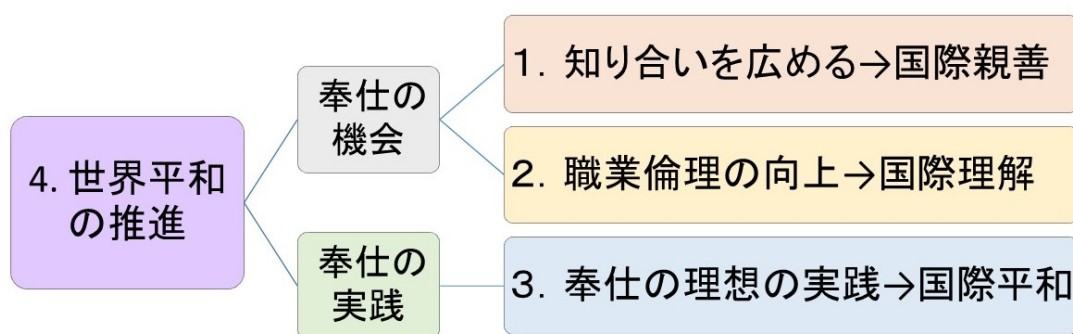 4. 世界平和
の推進
奉仕の
機会
奉仕の
実践
1．知り合いを広める→国際親善
2．職業倫理の向上→国際理解
3．奉仕の理想の実践→国際平和